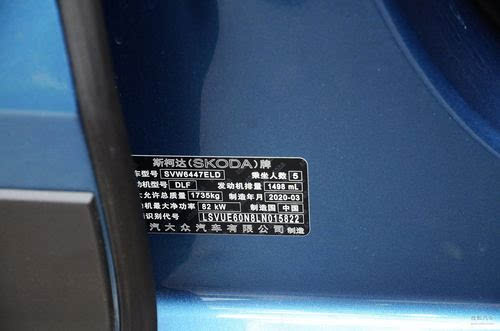 斯柯达(SKODA)牌
车型号 SVW6447ELD 乘坐人数 5
动机型号 DLF 发动机排量 1498 mL
大允许总质量 1735kg 制造年月 2020-03
机最大净功率 82 kW 制造国 中国
识别代号 LSVUE60N8LN015822
汽大众汽车有限公司 制造